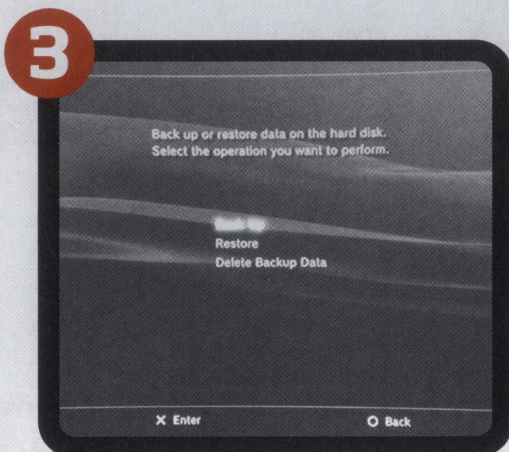 3
Back up or restore data on the hard disk.
Select the operation you want to perform.
Restore
Delete Backup Data
X Enter
O Back